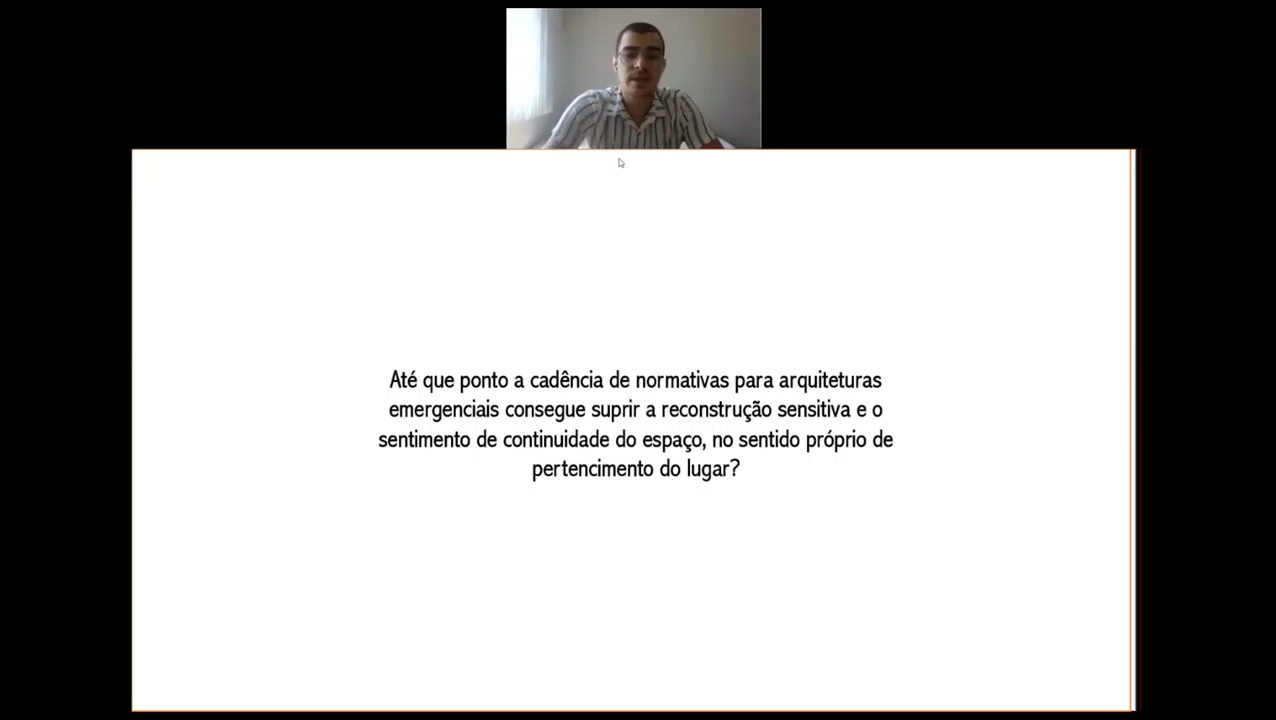 Até que ponto a cadência de normativas para arquiteturas
emergenciais consegue suprir a reconstrução sensitiva e o
sentimento de continuidade do espaço, no sentido próprio de
pertencimento do lugar?